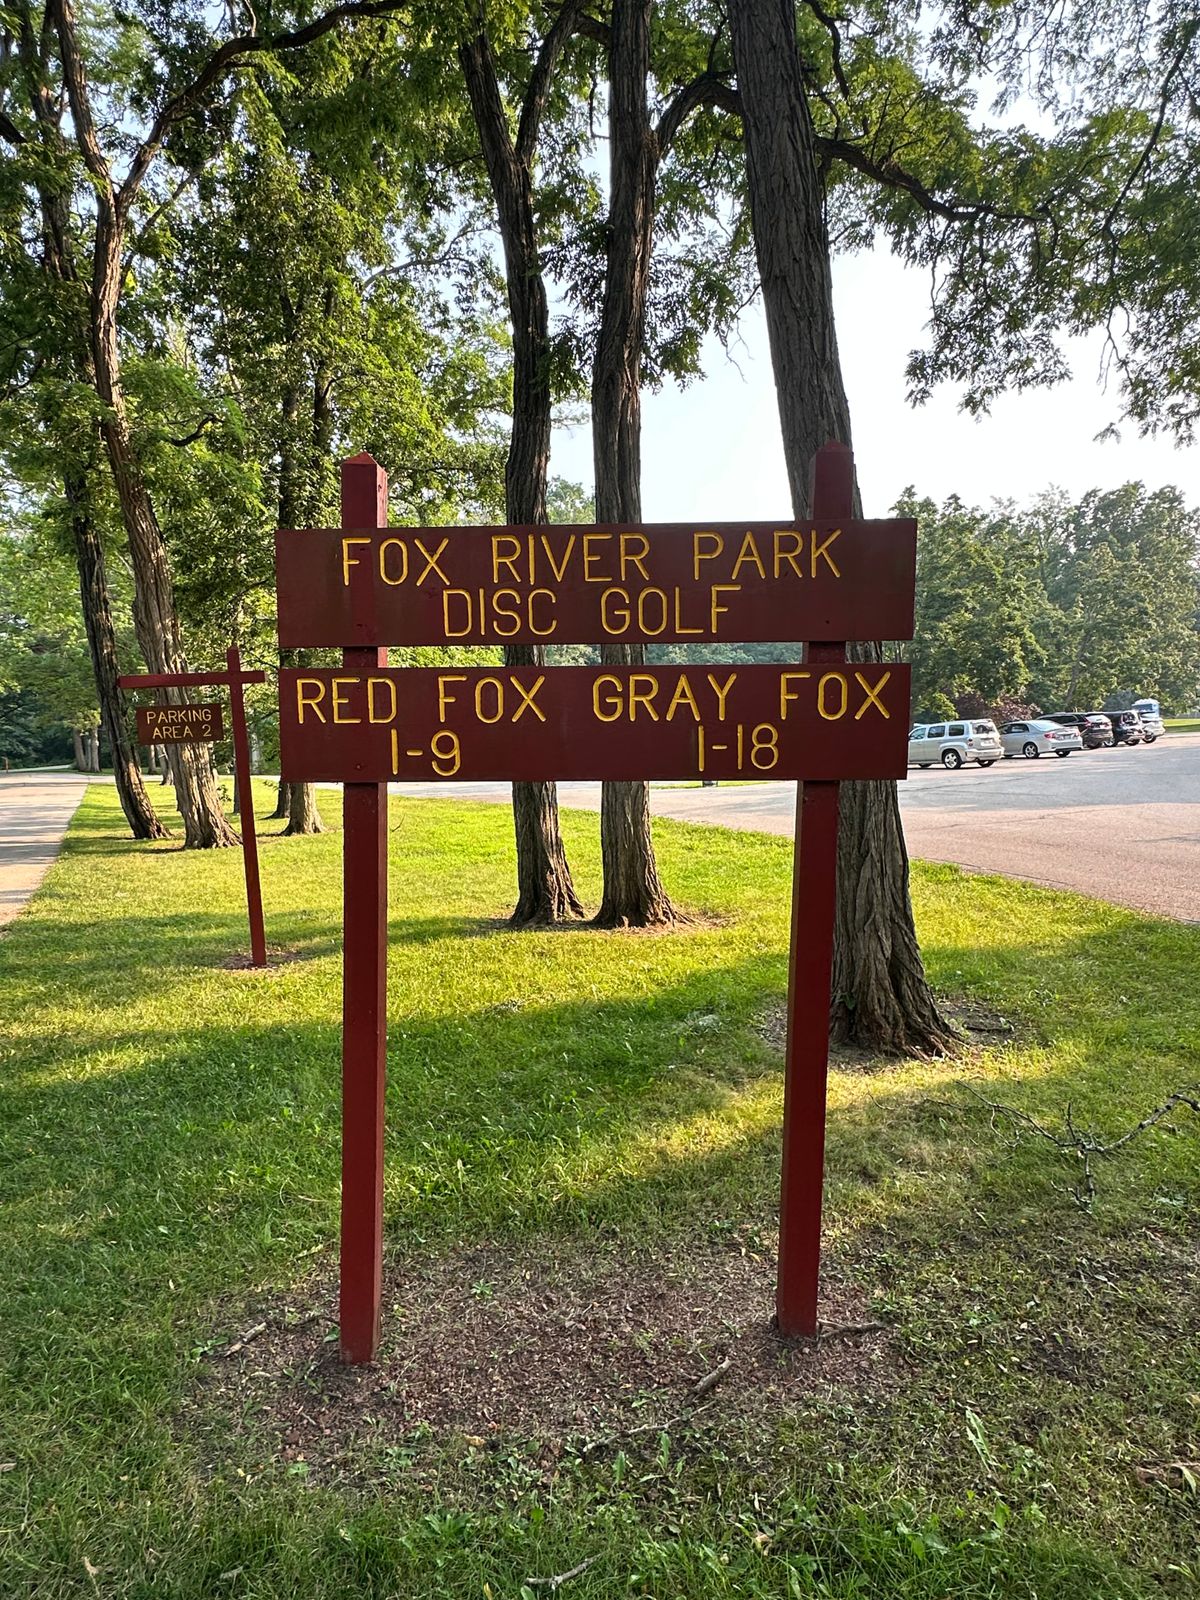 FOX RIVER PARK
DISC GOLF
RED FOX GRAY FOX
1-9 1-18
PARKING
AREA 2